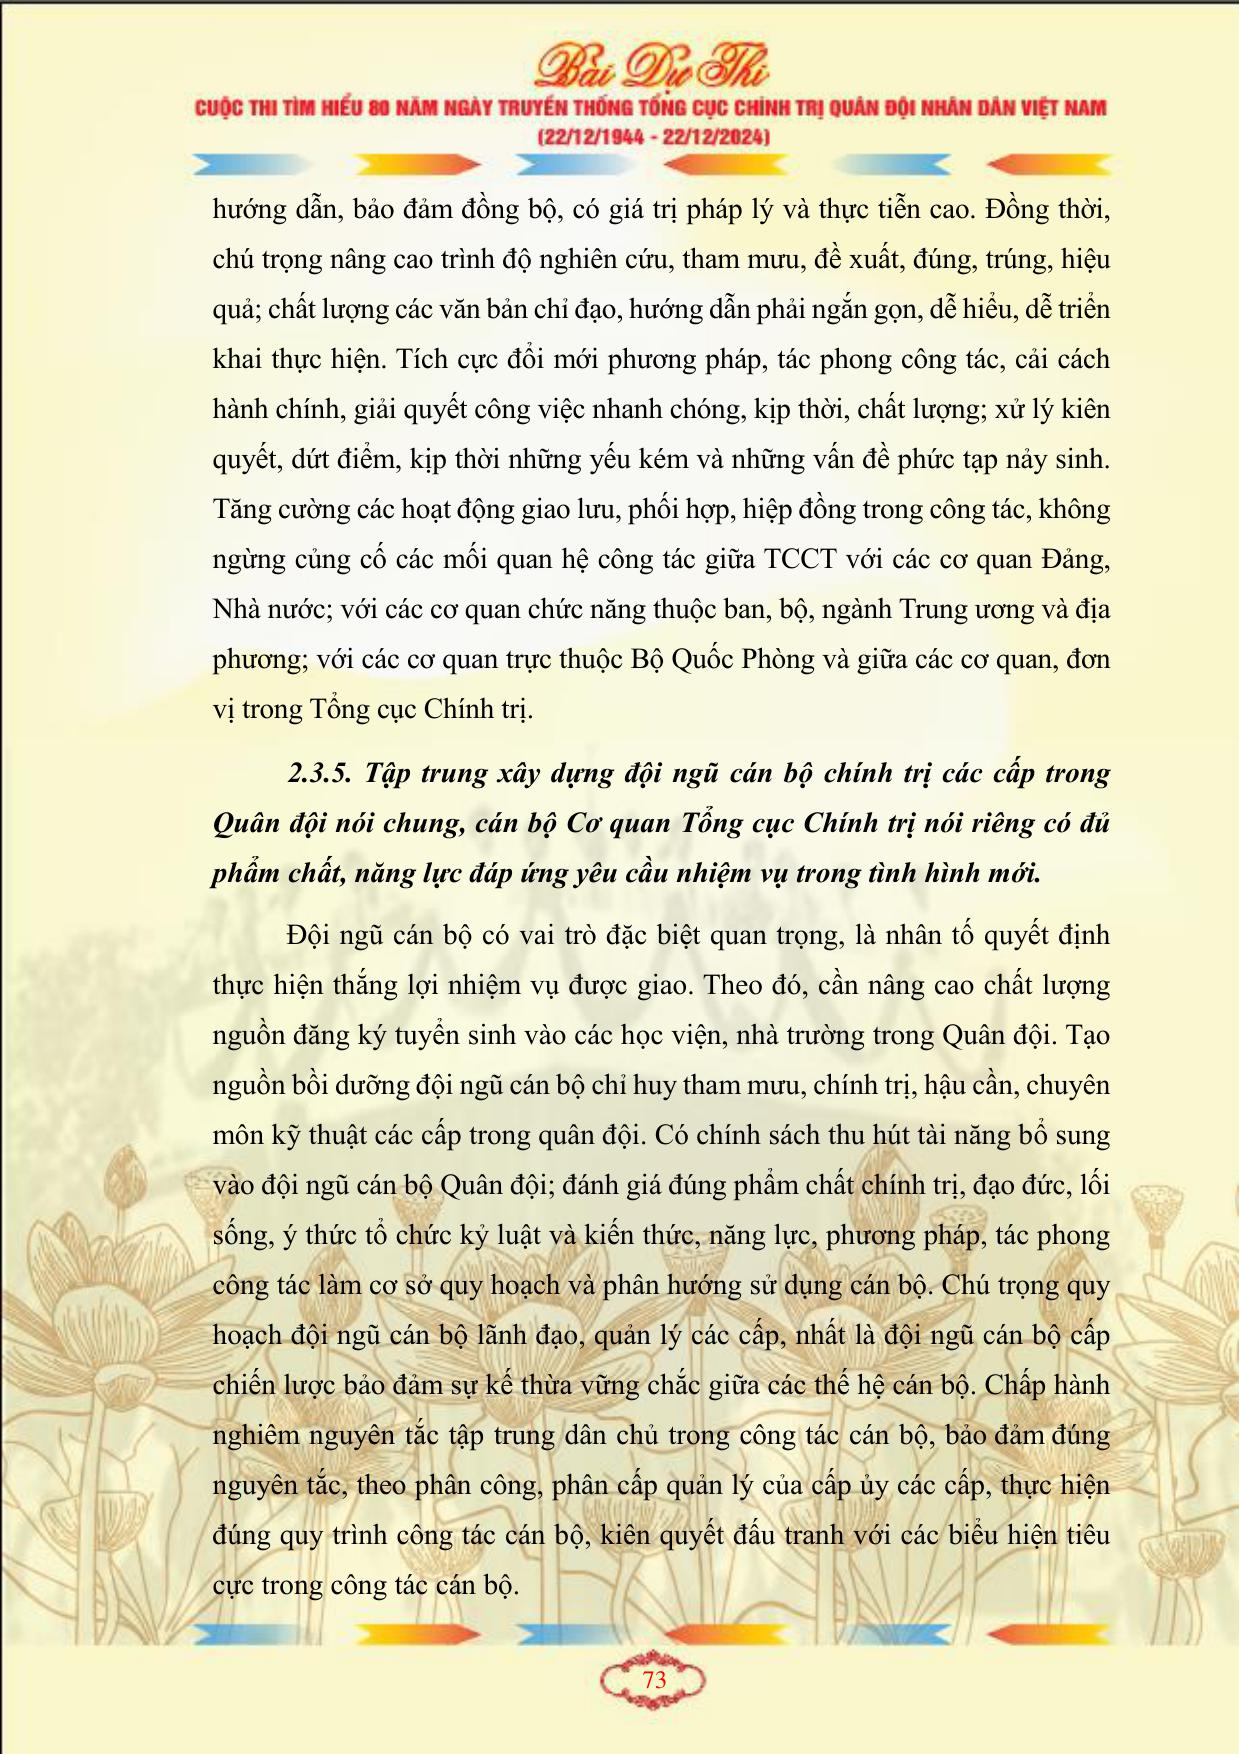 Bài Dự Thi
CUỘC THI TÌM HIỂU 80 NĂM NGÀY TRUYỀN THỐNG TỔNG CỤC CHÍNH TRỊ QUÂN ĐỘI NHÂN DÂN VIỆT NAM
(22/12/1944 - 22/12/2024)
hướng dẫn, bảo đảm đồng bộ, có giá trị pháp lý và thực tiễn cao. Đồng thời,
chú trọng nâng cao trình độ nghiên cứu, tham mưu, đề xuất, đúng, trúng, hiệu
quả; chất lượng các văn bản chỉ đạo, hướng dẫn phải ngắn gọn, dễ hiểu, dễ triển
khai thực hiện. Tích cực đổi mới phương pháp, tác phong công tác, cải cách
hành chính, giải quyết công việc nhanh chóng, kịp thời, chất lượng; xử lý kiên
quyết, dứt điểm, kịp thời những yếu kém và những vấn đề phức tạp nảy sinh.
Tăng cường các hoạt động giao lưu, phối hợp, hiệp đồng trong công tác, không
ngừng củng cố các mối quan hệ công tác giữa TCCT với các cơ quan Đảng,
Nhà nước; với các cơ quan chức năng thuộc ban, bộ, ngành Trung ương và địa
phương; với các cơ quan trực thuộc Bộ Quốc Phòng và giữa các cơ quan, đơn
vị trong Tổng cục Chính trị.
2.3.5. Tập trung xây dựng đội ngũ cán bộ chính trị các cấp trong
Quân đội nói chung, cán bộ Cơ quan Tổng cục Chính trị nói riêng có đủ
phẩm chất, năng lực đáp ứng yêu cầu nhiệm vụ trong tình hình mới.
Đội ngũ cán bộ có vai trò đặc biệt quan trọng, là nhân tố quyết định
thực hiện thắng lợi nhiệm vụ được giao. Theo đó, cần nâng cao chất lượng
nguồn đăng ký tuyển sinh vào các học viện, nhà trường trong Quân đội. Tạo
nguồn bồi dưỡng đội ngũ cán bộ chỉ huy tham mưu, chính trị, hậu cần, chuyên
môn kỹ thuật các cấp trong quân đội. Có chính sách thu hút tài năng bổ sung
vào đội ngũ cán bộ Quân đội; đánh giá đúng phẩm chất chính trị, đạo đức, lối
sống, ý thức tổ chức kỷ luật và kiến thức, năng lực, phương pháp, tác phong
công tác làm cơ sở quy hoạch và phân hướng sử dụng cán bộ. Chú trọng quy
hoạch đội ngũ cán bộ lãnh đạo, quản lý các cấp, nhất là đội ngũ cán bộ cấp
chiến lược bảo đảm sự kế thừa vững chắc giữa các thế hệ cán bộ. Chấp hành
nghiêm nguyên tắc tập trung dân chủ trong công tác cán bộ, bảo đảm đúng
nguyên tắc, theo phân công, phân cấp quản lý của cấp ủy các cấp, thực hiện
đúng quy trình công tác cán bộ, kiên quyết đấu tranh với các biểu hiện tiêu
cực trong công tác cán bộ.
73